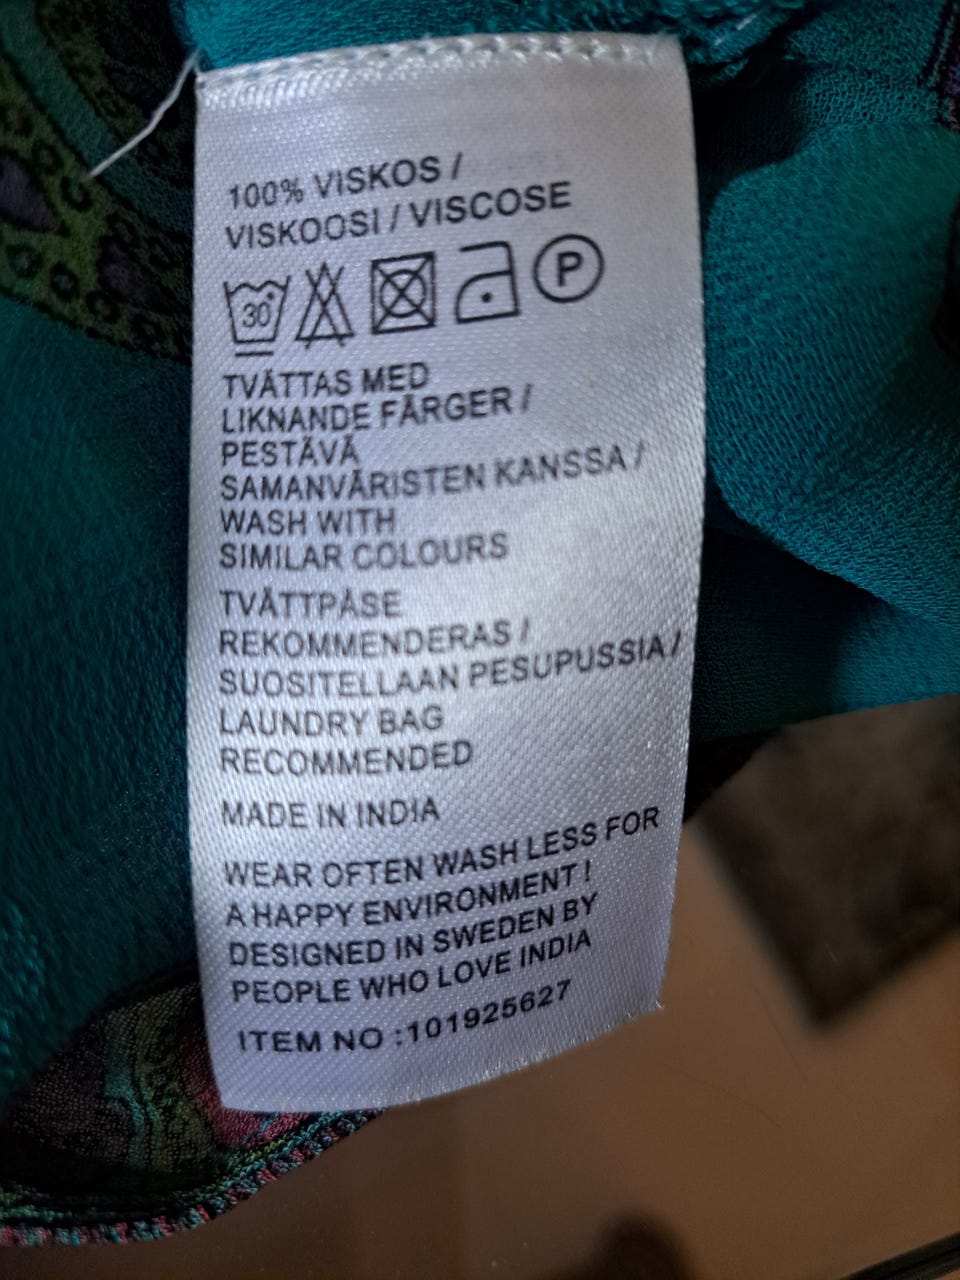 100% VISKOS /
VISKOOSI / VISCOSE
30° P
TVÄTTAS MED
LIKNANDE FÄRGER /
PESTÄVÄ
SAMANVÄRISTEN KANSSA /
WASH WITH
SIMILAR COLOURS
TVÄTTPÅSE
REKOMMENDERAS /
SUOSITELLAAN PESUPUSSIA /
LAUNDRY BAG
RECOMMENDED
MADE IN INDIA
WEAR OFTEN WASH LESS FOR
A HAPPY ENVIRONMENT !
DESIGNED IN SWEDEN BY
PEOPLE WHO LOVE INDIA
ITEM NO :101925627